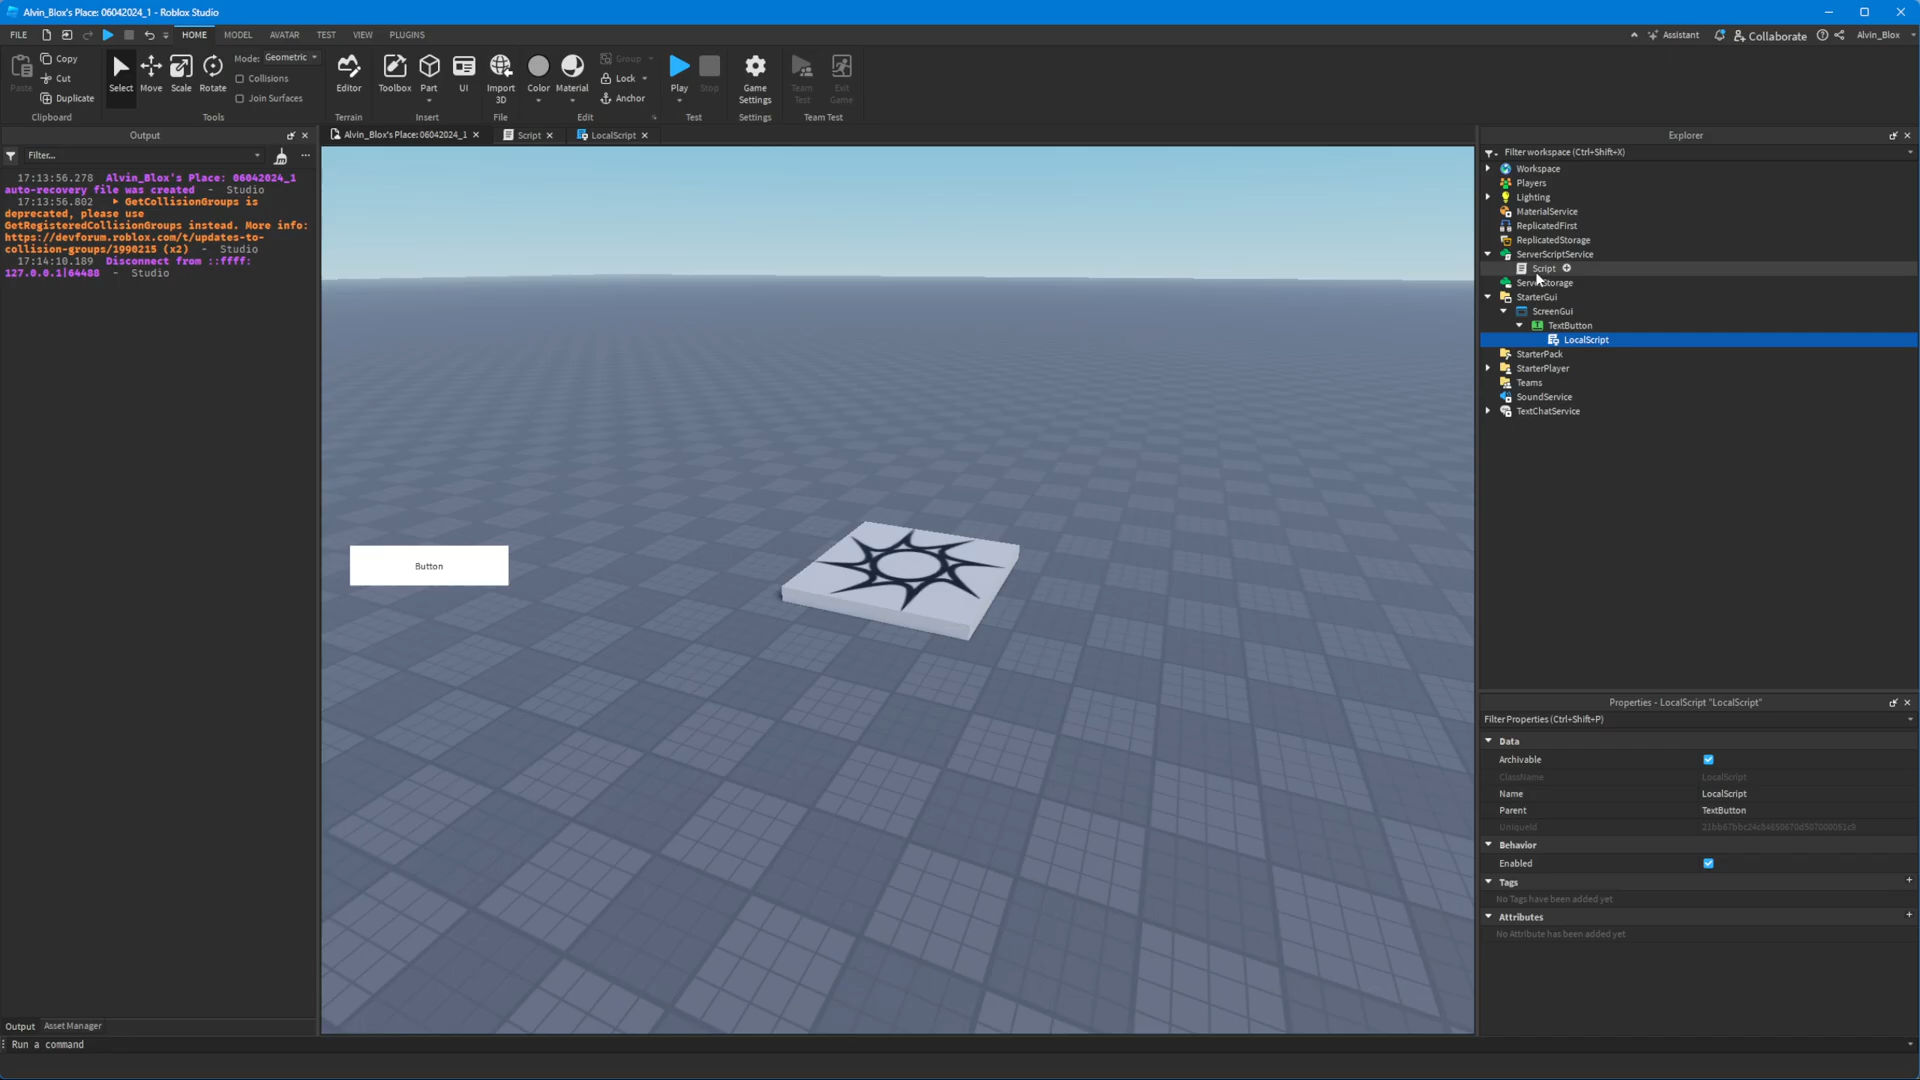 Alvin_Blox's Place: 06042024_1 - Roblox Studio
FILE
HOME
MODEL
AVATAR
TEST
VIEW
PLUGINS
Assistant
Collaborate
Alvin_Blox
Paste
Copy
Cut
Duplicate
Clipboard
Select
Move
Scale
Rotate
Mode: Geometric
Collisions
Join Surfaces
Tools
Editor
Terrain
Toolbox
Part
UI
Insert
Import
3D
File
Color
Material
Group
Lock
Anchor
Edit
Play
Stop
Test
Game
Settings
Settings
Team
Test
Exit
Game
Team Test
Output
Filter...
17:13:56.278 Alvin_Blox's Place: 06042024_1
auto-recovery file was created - Studio
17:13:56.802 GetCollisionGroups is
deprecated, please use
GetRegisteredCollisionGroups instead. More info:
https://devforum.roblox.com/t/updates-to-
collision-groups/1990215 (x2) - Studio
17:14:10.189 Disconnect from ::ffff:
127.0.0.1|64488 - Studio
Output
Asset Manager
Run a command
Alvin_Blox's Place: 06042024_1
Script
LocalScript
Button
Explorer
Filter workspace (Ctrl+Shift+X)
Workspace
Players
Lighting
MaterialService
ReplicatedFirst
ReplicatedStorage
ServerScriptService
Script
ServerStorage
StarterGui
ScreenGui
TextButton
LocalScript
StarterPack
StarterPlayer
Teams
SoundService
TextChatService
Properties - LocalScript "LocalScript"
Filter Properties (Ctrl+Shift+P)
Data
Archivable
ClassName LocalScript
Name LocalScript
Parent TextButton
UniqueId
Behavior
Enabled
Tags
No Tags have been added yet
Attributes
No Attribute has been added yet